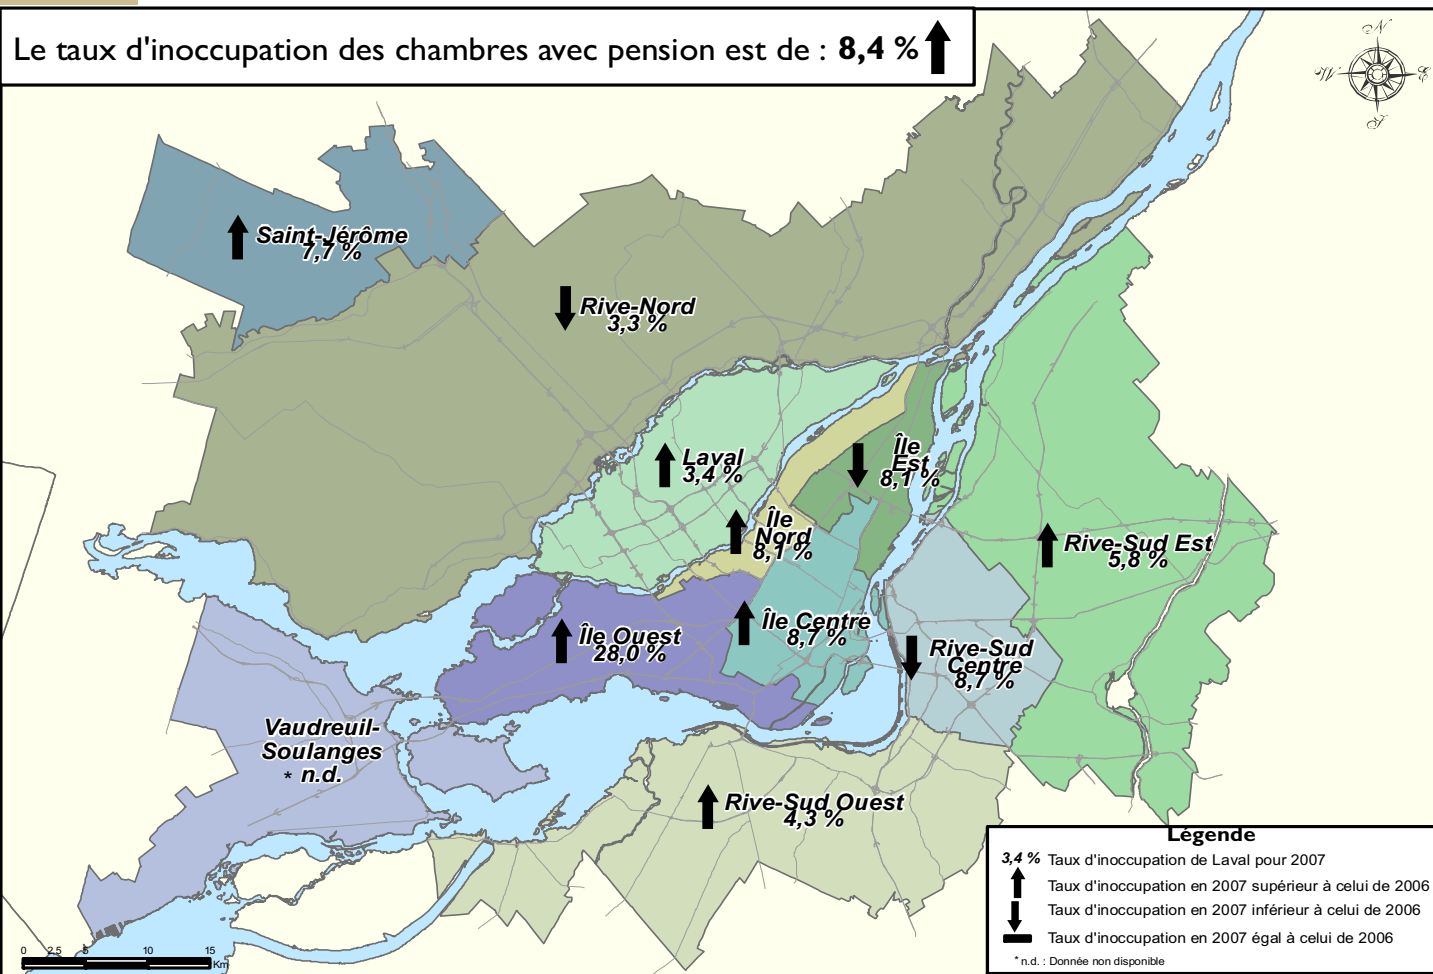 Le taux d'inoccupation des chambres avec pension est de : 8,4 %
N
W
E
S
Saint-Jérôme
7,7 %
Rive-Nord
3,3 %
Laval
3,4 %
Île
Est
8,1 %
Île
Nord
8,1 %
Rive-Sud Est
5,8 %
Île Centre
8,7 %
Île Ouest
28,0 %
Rive-Sud
Centre
8,7 %
Vaudreuil-
Soulanges
* n.d.
Rive-Sud Ouest
4,3 %
Légende
3,4 % Taux d'inoccupation de Laval pour 2007
Taux d'inoccupation en 2007 supérieur à celui de 2006
Taux d'inoccupation en 2007 inférieur à celui de 2006
Taux d'inoccupation en 2007 égal à celui de 2006
* n.d. : Donnée non disponible
0 2,5 5 10 15
Km